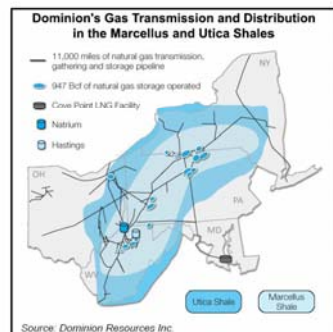 Dominion's Gas Transmission and Distribution
in the Marcellus and Utica Shales
11,000 miles of natural gas transmission,
gathering and storage pipeline
947 Bcf of natural gas storage operated
Cove Point LNG Facility
Natrium
Hastings
NY
OH
PA
MD
WV
Utica Shale
Marcellus
Shale
Source: Dominion Resources Inc.